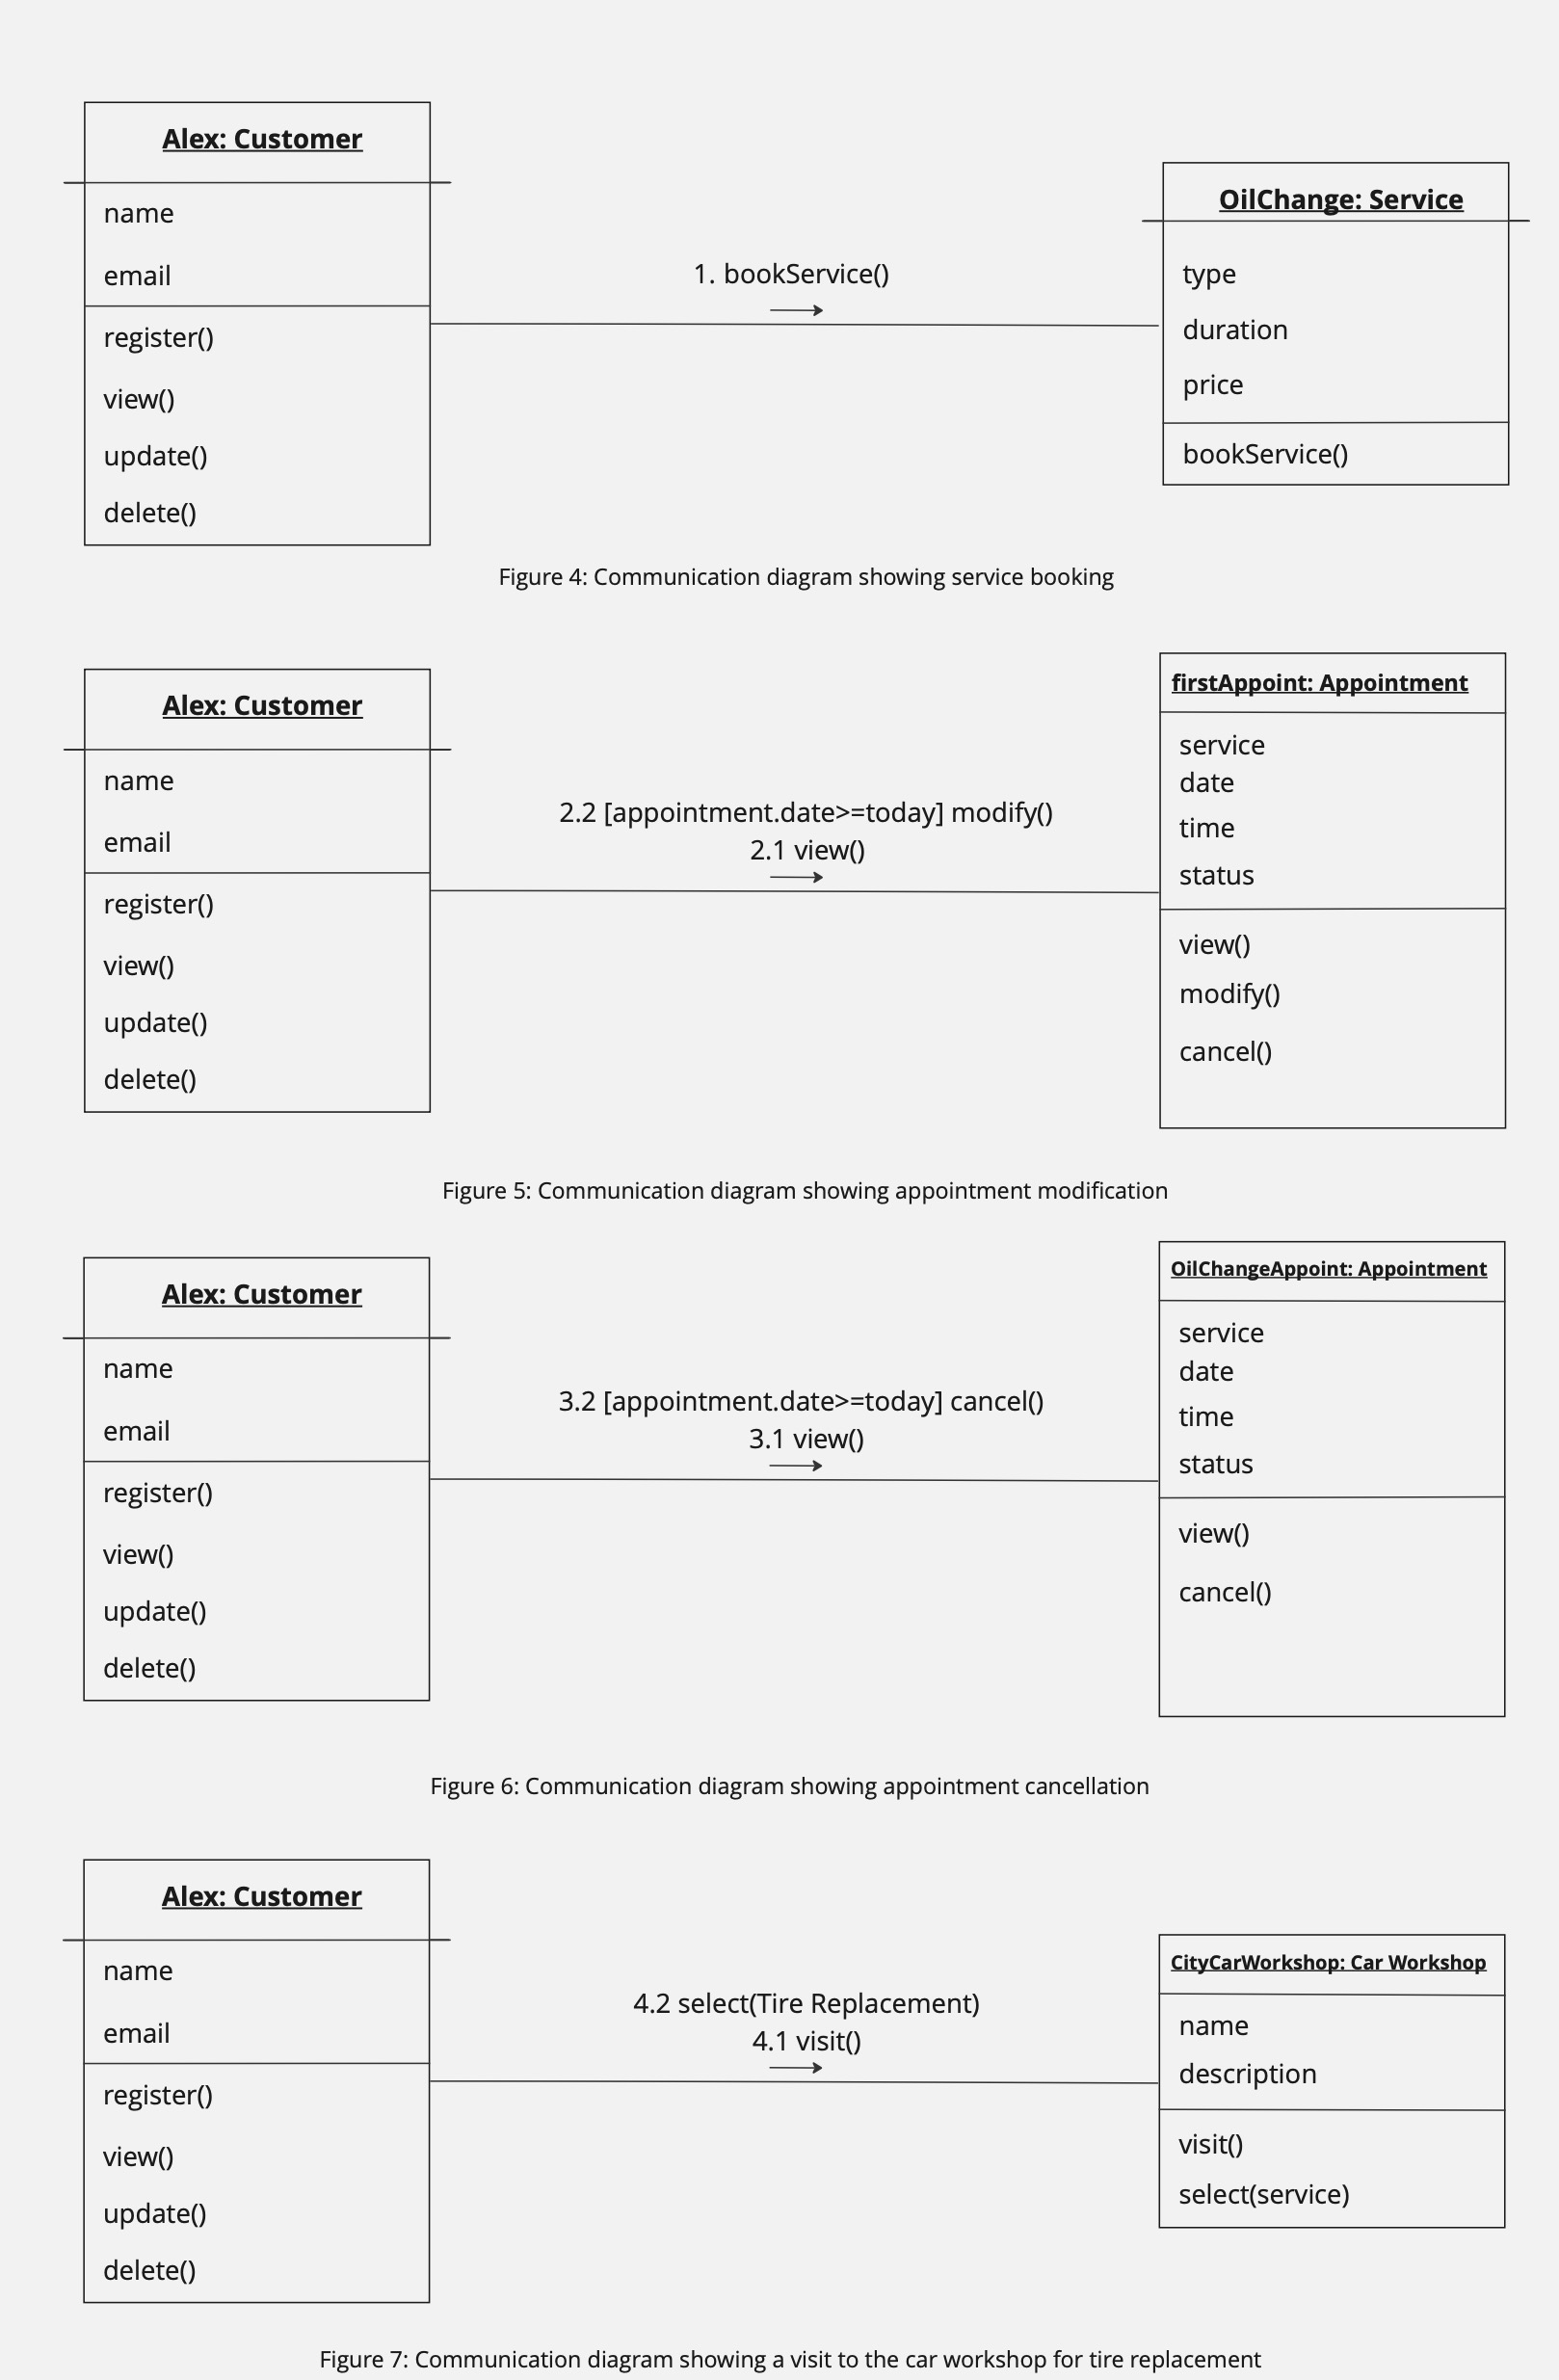 Alex: Customer
name
email
register()
view()
update()
delete()
1. bookService()
OilChange: Service
type
duration
price
bookService()
Figure 4: Communication diagram showing service booking
Alex: Customer
name
email
register()
view()
update()
delete()
2.2 [appointment.date>=today] modify()
2.1 view()
firstAppoint: Appointment
service
date
time
status
view()
modify()
cancel()
Figure 5: Communication diagram showing appointment modification
Alex: Customer
name
email
register()
view()
update()
delete()
3.2 [appointment.date>=today] cancel()
3.1 view()
OilChangeAppoint: Appointment
service
date
time
status
view()
cancel()
Figure 6: Communication diagram showing appointment cancellation
Alex: Customer
name
email
register()
view()
update()
delete()
4.2 select(Tire Replacement)
4.1 visit()
CityCarWorkshop: Car Workshop
name
description
visit()
select(service)
Figure 7: Communication diagram showing a visit to the car workshop for tire replacement